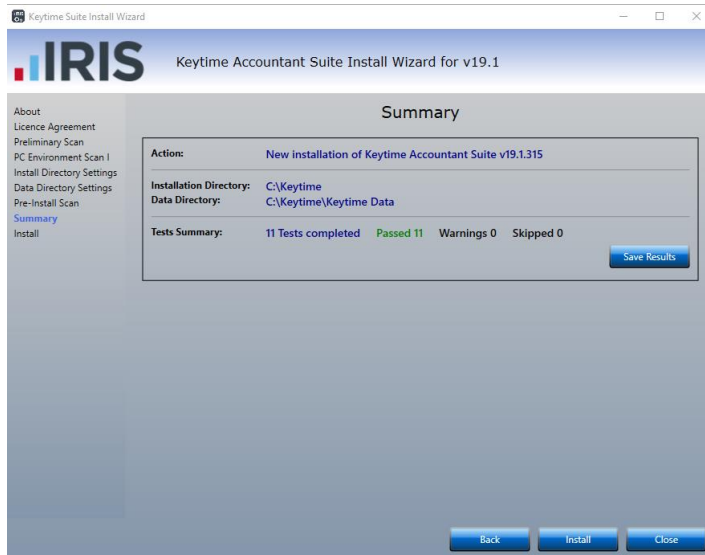 Keytime Suite Install Wizard
IRIS
Keytime Accountant Suite Install Wizard for v19.1
About
Licence Agreement
Preliminary Scan
PC Environment Scan I
Install Directory Settings
Data Directory Settings
Pre-Install Scan
Summary
Install
Summary
Action: New installation of Keytime Accountant Suite v19.1.315
Installation Directory: C:\Keytime
Data Directory: C:\Keytime\Keytime Data
Tests Summary: 11 Tests completed Passed 11 Warnings 0 Skipped 0
Save Results
Back Install Close